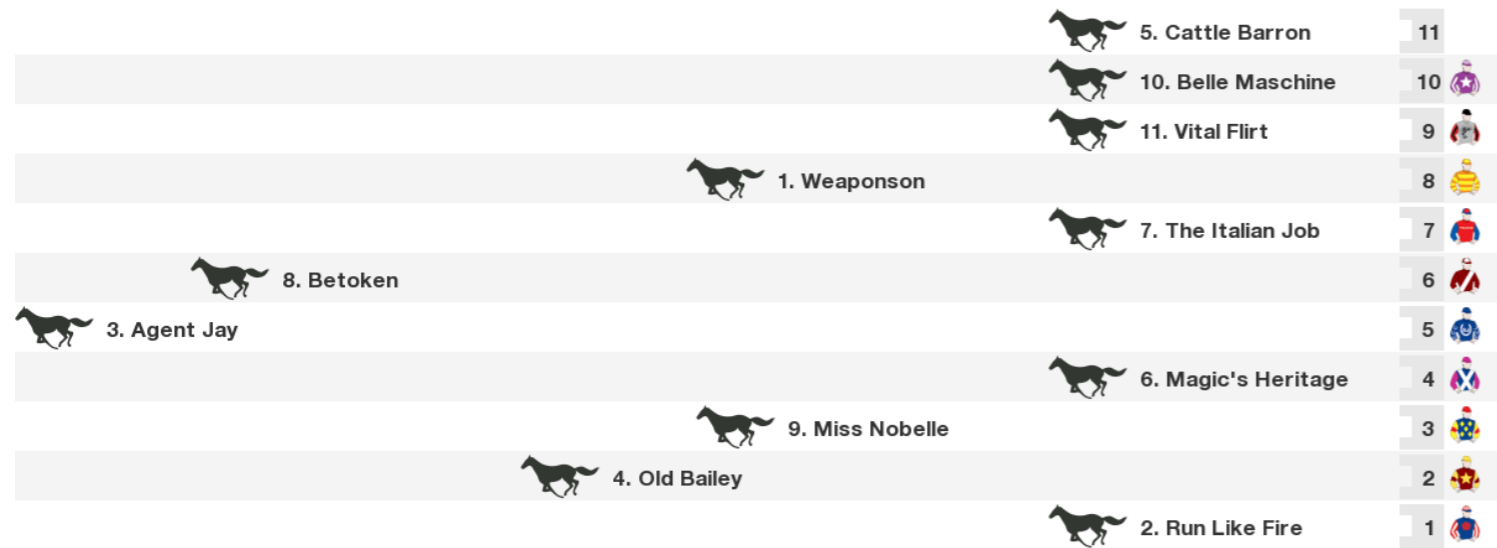 5. Cattle Barron 11
10. Belle Maschine 10
11. Vital Flirt 9
1. Weaponson 8
7. The Italian Job 7
8. Betoken 6
3. Agent Jay 5
6. Magic's Heritage 4
9. Miss Nobelle 3
4. Old Bailey 2
2. Run Like Fire 1